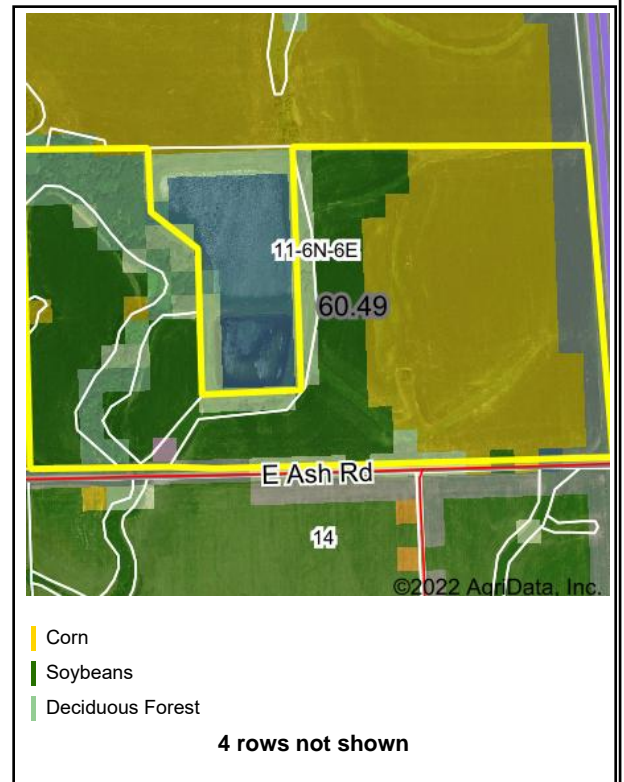 11-6N-6E
60.49
E Ash Rd
14
©2022 AgriData, Inc.
Corn
Soybeans
Deciduous Forest
4 rows not shown